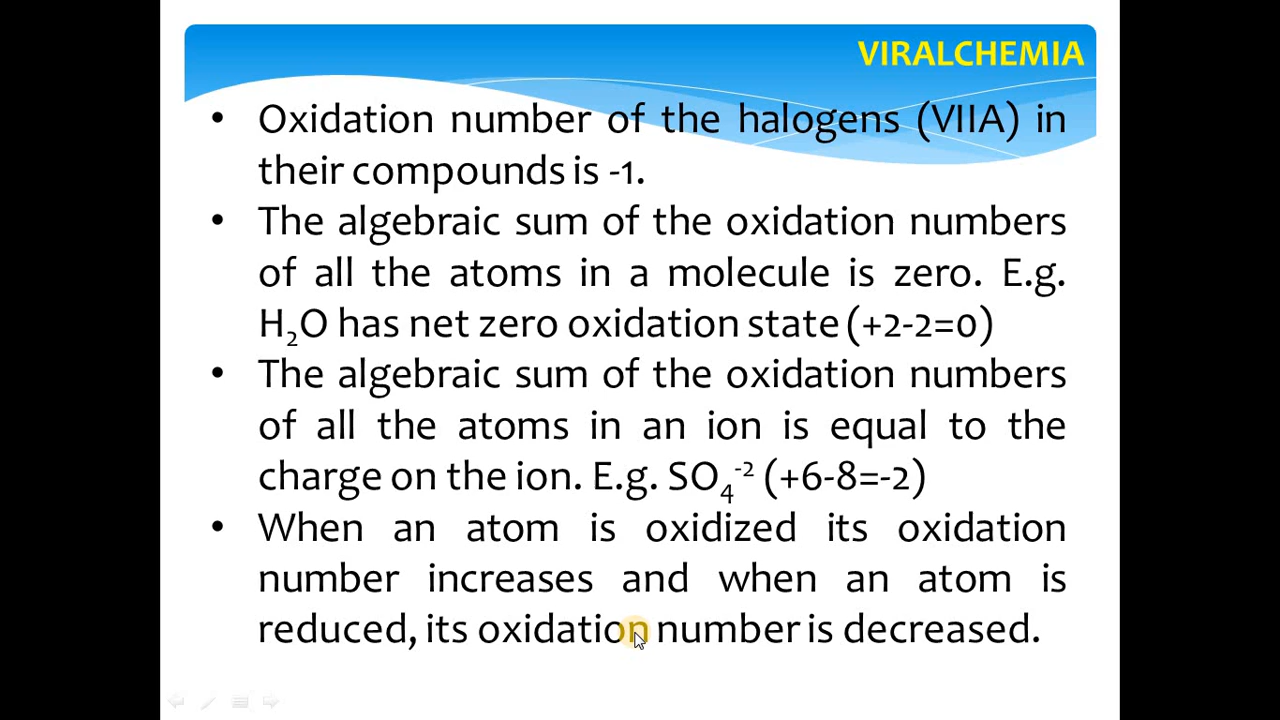 VIRALCHEMIA
• Oxidation number of the halogens (VIIA) in
their compounds is -1.
• The algebraic sum of the oxidation numbers
of all the atoms in a molecule is zero. E.g.
H₂O has net zero oxidation state (+2-2=0)
• The algebraic sum of the oxidation numbers
of all the atoms in an ion is equal to the
charge on the ion. E.g. SO₄⁻² (+6-8=-2)
• When an atom is oxidized its oxidation
number increases and when an atom is
reduced, its oxidation number is decreased.